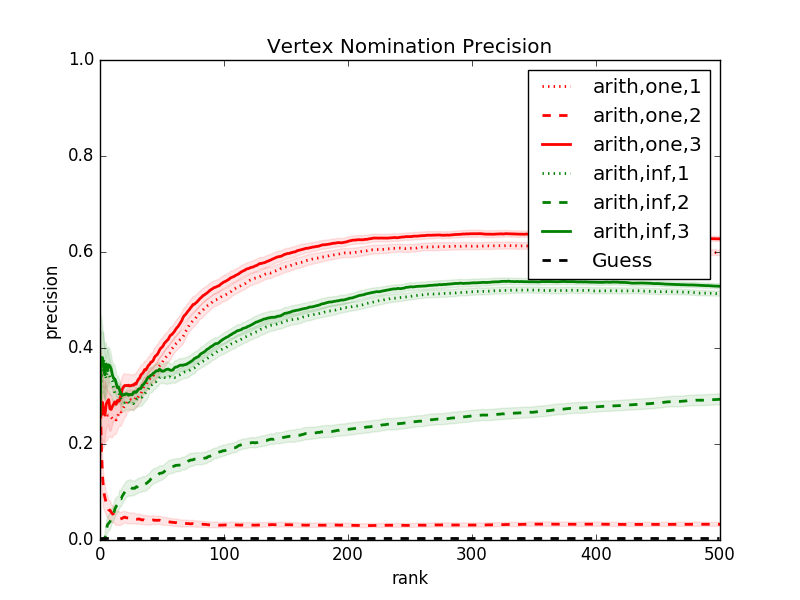 Vertex Nomination Precision
1.0
0.8
0.6
0.4
0.2
0.0
precision
arith,one,1
arith,one,2
arith,one,3
arith,inf,1
arith,inf,2
arith,inf,3
Guess
0 100 200 300 400 500
rank